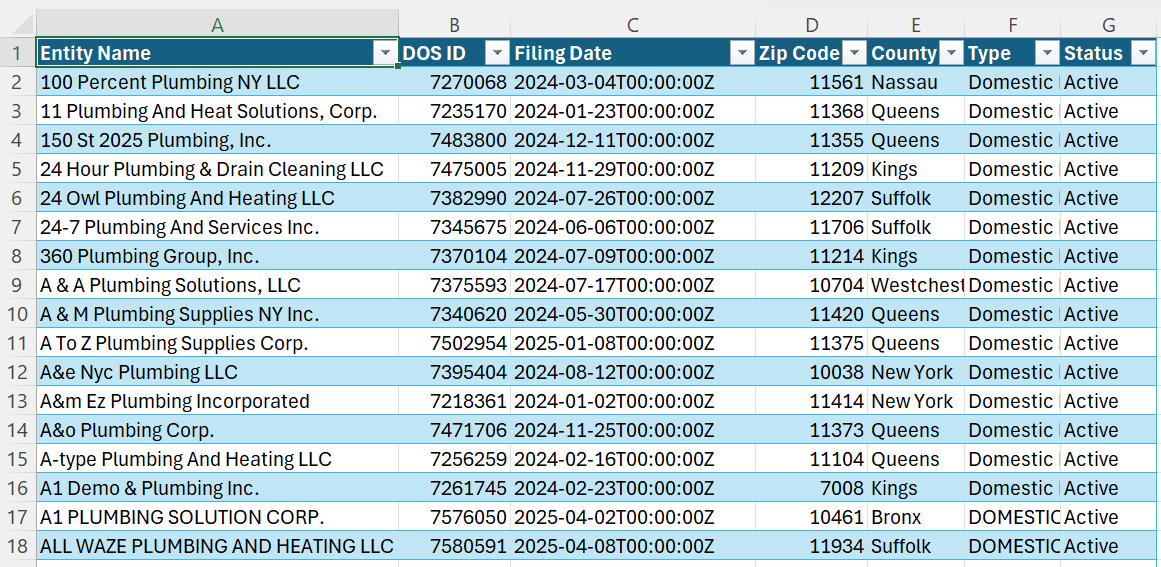 A B C D E F G
1 Entity Name DOS ID Filing Date Zip Code County Type Status
2 100 Percent Plumbing NY LLC 7270068 2024-03-04T00:00:00Z 11561 Nassau Domestic Active
3 11 Plumbing And Heat Solutions, Corp. 7235170 2024-01-23T00:00:00Z 11368 Queens Domestic Active
4 150 St 2025 Plumbing, Inc. 7483800 2024-12-11T00:00:00Z 11355 Queens Domestic Active
5 24 Hour Plumbing & Drain Cleaning LLC 7475005 2024-11-29T00:00:00Z 11209 Kings Domestic Active
6 24 Owl Plumbing And Heating LLC 7382990 2024-07-26T00:00:00Z 12207 Suffolk Domestic Active
7 24-7 Plumbing And Services Inc. 7345675 2024-06-06T00:00:00Z 11706 Suffolk Domestic Active
8 360 Plumbing Group, Inc. 7370104 2024-07-09T00:00:00Z 11214 Kings Domestic Active
9 A & A Plumbing Solutions, LLC 7375593 2024-07-17T00:00:00Z 10704 Westchest Domestic Active
10 A & M Plumbing Supplies NY Inc. 7340620 2024-05-30T00:00:00Z 11420 Queens Domestic Active
11 A To Z Plumbing Supplies Corp. 7502954 2025-01-08T00:00:00Z 11375 Queens Domestic Active
12 A&e Nyc Plumbing LLC 7395404 2024-08-12T00:00:00Z 10038 New York Domestic Active
13 A&m Ez Plumbing Incorporated 7218361 2024-01-02T00:00:00Z 11414 New York Domestic Active
14 A&o Plumbing Corp. 7471706 2024-11-25T00:00:00Z 11373 Queens Domestic Active
15 A-type Plumbing And Heating LLC 7256259 2024-02-16T00:00:00Z 11104 Queens Domestic Active
16 A1 Demo & Plumbing Inc. 7261745 2024-02-23T00:00:00Z 7008 Kings Domestic Active
17 A1 PLUMBING SOLUTION CORP. 7576050 2025-04-02T00:00:00Z 10461 Bronx DOMESTIC Active
18 ALL WAZE PLUMBING AND HEATING LLC 7580591 2025-04-08T00:00:00Z 11934 Suffolk DOMESTIC Active